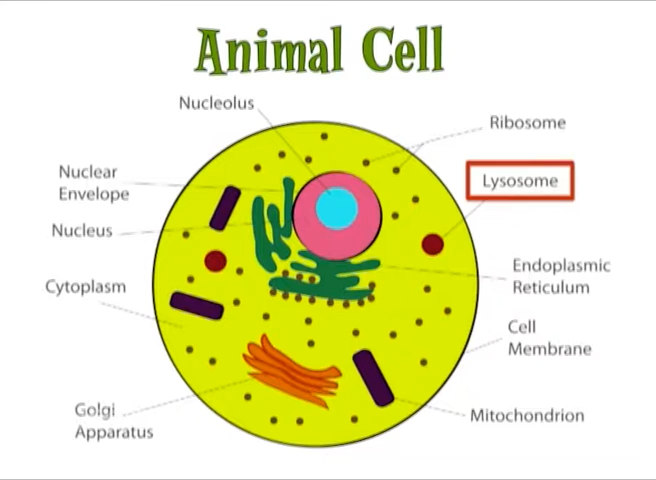 Animal Cell
Nucleolus
Ribosome
Nuclear
Envelope
Lysosome
Nucleus
Endoplasmic
Reticulum
Cytoplasm
Cell
Membrane
Golgi
Apparatus
Mitochondrion